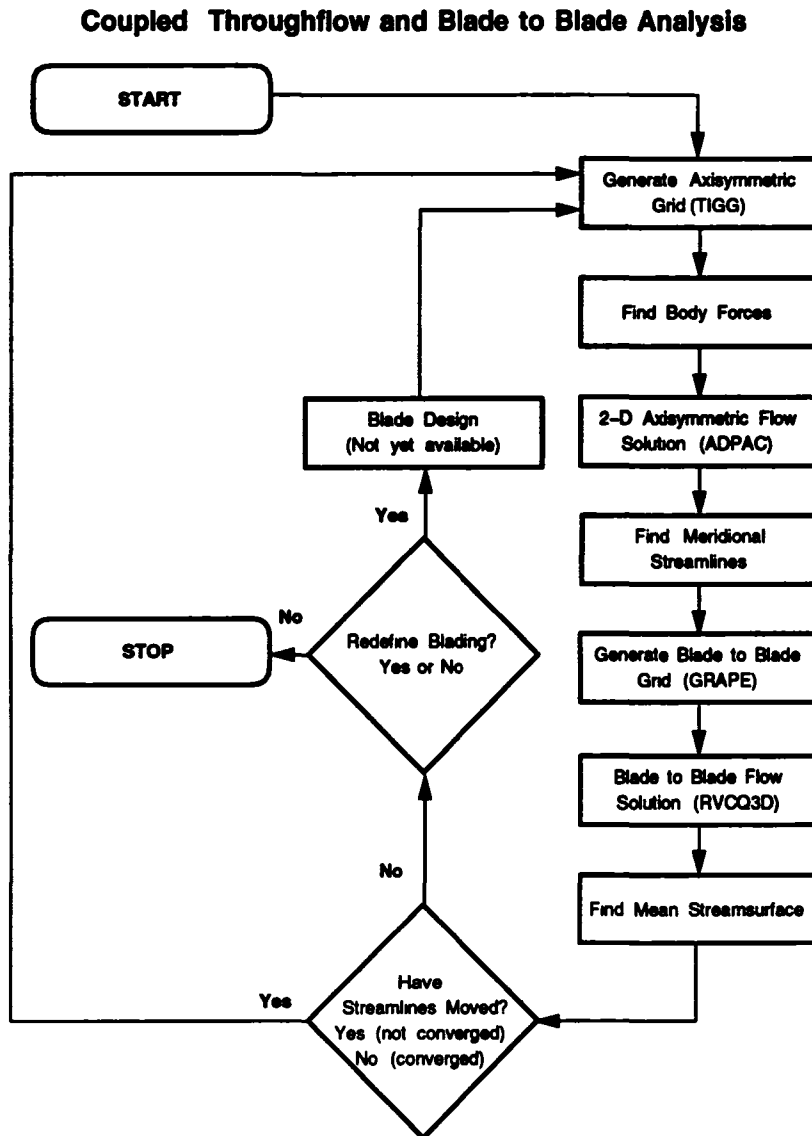 Coupled Throughflow and Blade to Blade Analysis
START
Generate Axisymmetric
Grid (TIGG)
Find Body Forces
2-D Axisymmetric Flow
Solution (ADPAC)
Find Meridional
Streamlines
Generate Blade to Blade
Grid (GRAPE)
Blade to Blade Flow
Solution (RVCQ3D)
Find Mean Streamsurface
Have
Streamlines Moved?
Yes (not converged)
No (converged)
Yes
No
Redefine Blading?
Yes or No
No
STOP
Yes
Blade Design
(Not yet available)